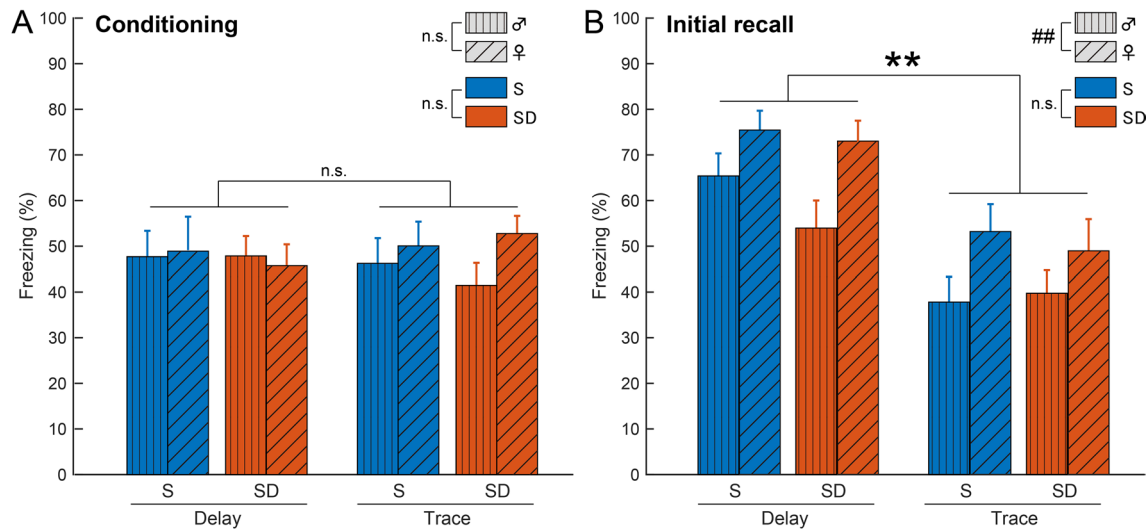 A Conditioning
n.s.
♂
♀
n.s.
S
SD
n.s.
Freezing (%)
100
90
80
70
60
50
40
30
20
10
0
S SD S SD
Delay Trace
B Initial recall
##
♂
♀
n.s.
S
SD
**
Freezing (%)
100
90
80
70
60
50
40
30
20
10
0
S SD S SD
Delay Trace